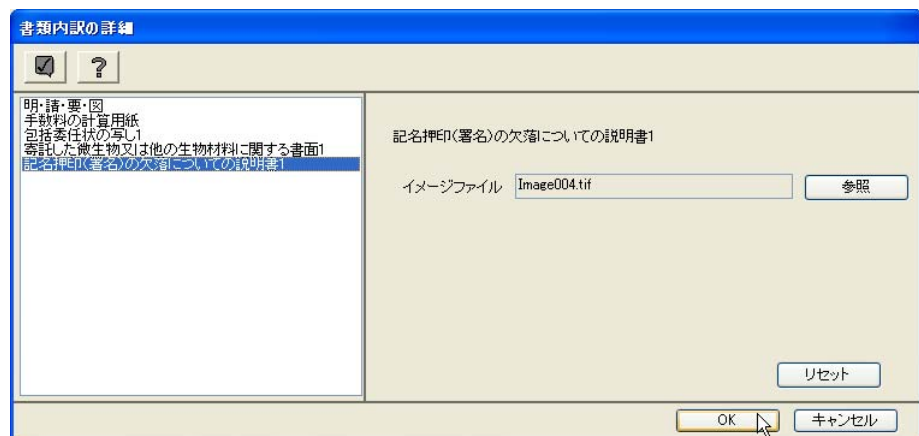 書類内訳の詳細
?
明・請・要・図
手数料の計算用紙
包括委任状の写し1
寄託した微生物又は他の生物材料に関する書面1
記名押印(署名)の欠落についての説明書1
記名押印(署名)の欠落についての説明書1
イメージファイル Image004.tif 参照
リセット
OK キャンセル